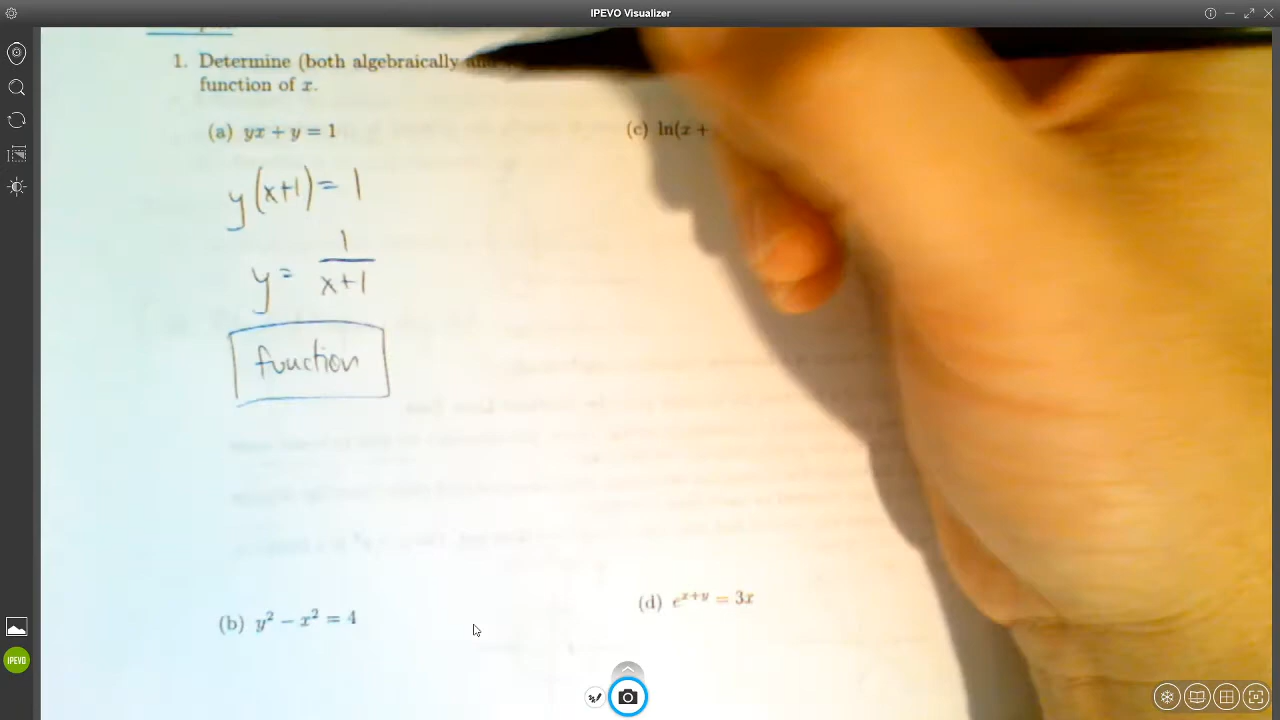 IPEVO Visualizer
1. Determine (both algebraically
function of x.
(a) yx + y = 1
(c) ln(x +
y(x+1) = 1
y = 1/(x+1)
function
(b) y² − x² = 4
(d) e^{x+y} = 3x
IPEVO